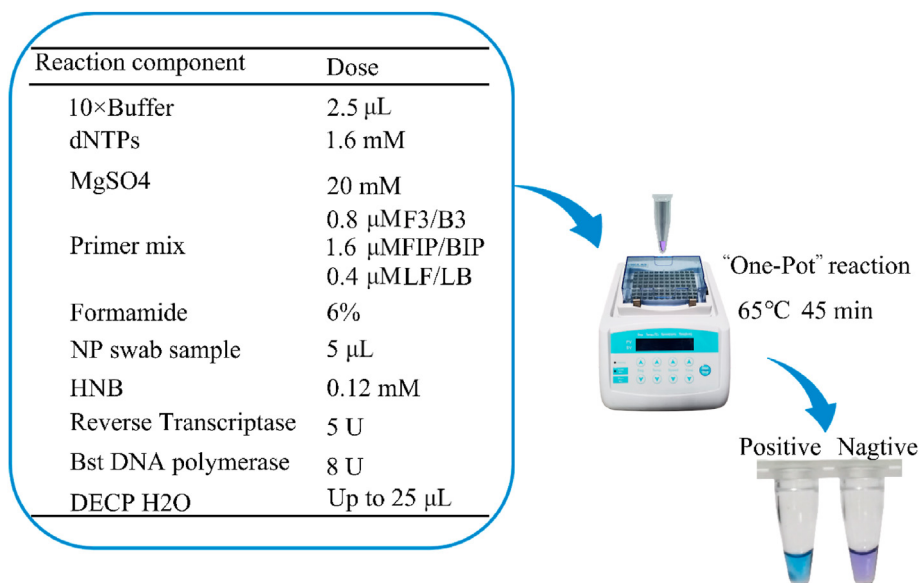 Reaction component Dose
10×Buffer 2.5 μL
dNTPs 1.6 mM
MgSO4 20 mM
Primer mix 0.8 μMF3/B3
1.6 μMFIP/BIP
0.4 μMLF/LB
Formamide 6%
NP swab sample 5 μL
HNB 0.12 mM
Reverse Transcriptase 5 U
Bst DNA polymerase 8 U
DECP H2O Up to 25 μL
“One-Pot” reaction
65℃ 45 min
Positive Nagtive